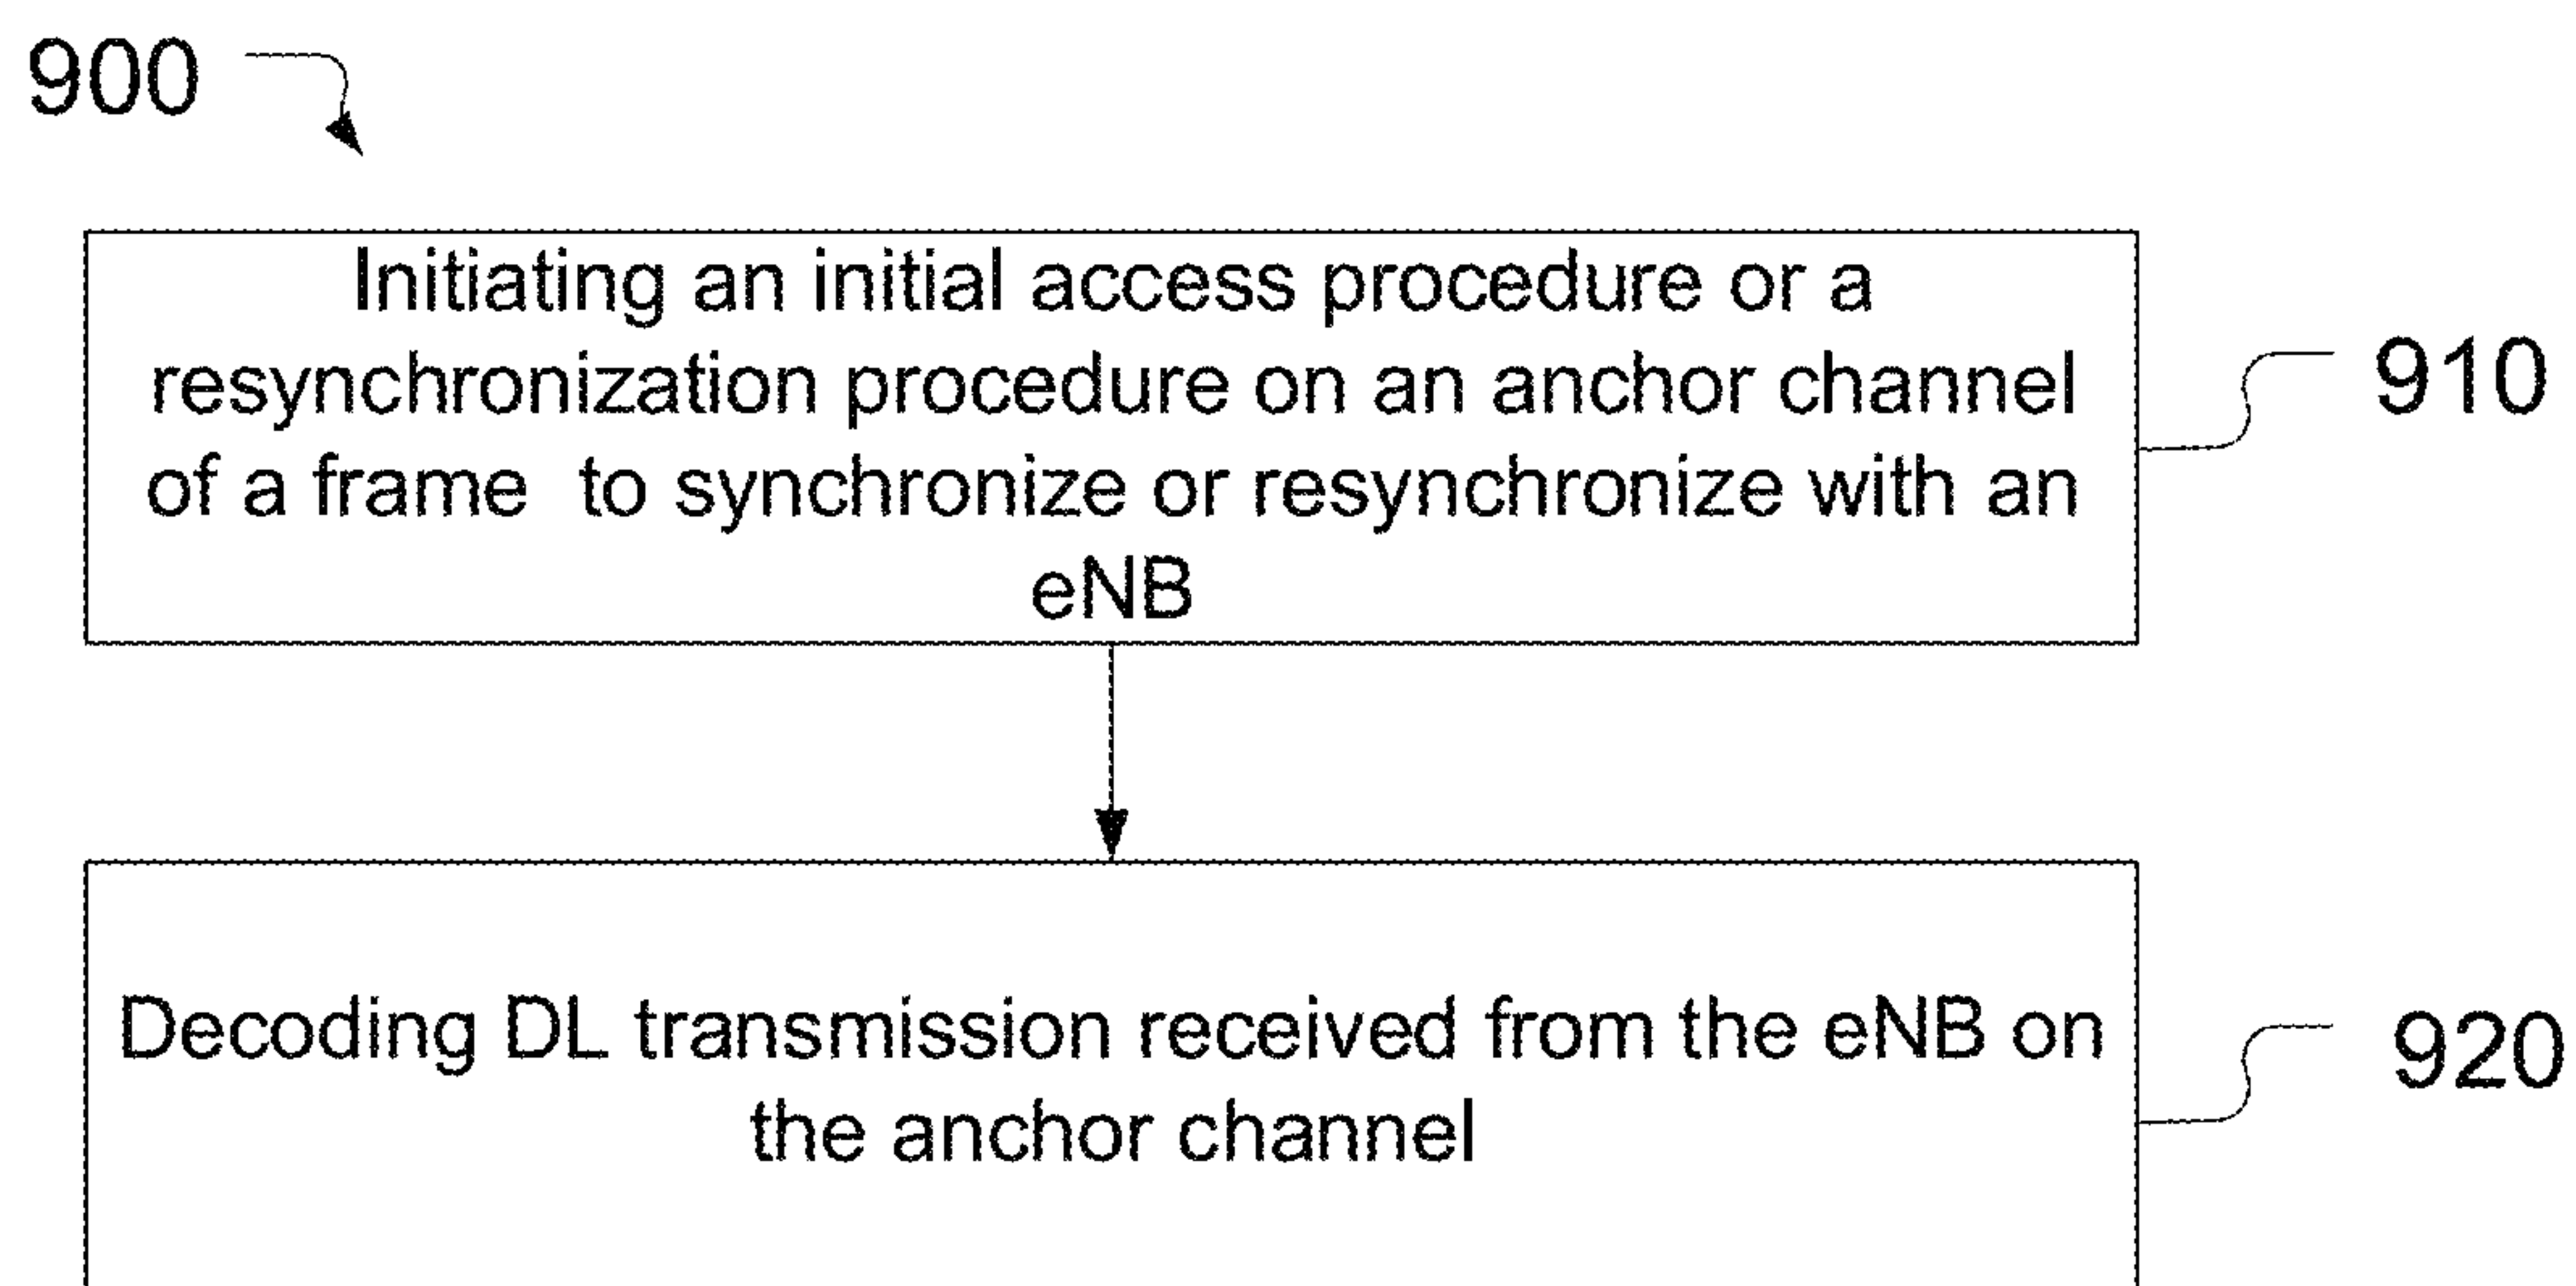 900
Initiating an initial access procedure or a
resynchronization procedure on an anchor channel
of a frame to synchronize or resynchronize with an
eNB
910
Decoding DL transmission received from the eNB on
the anchor channel
920